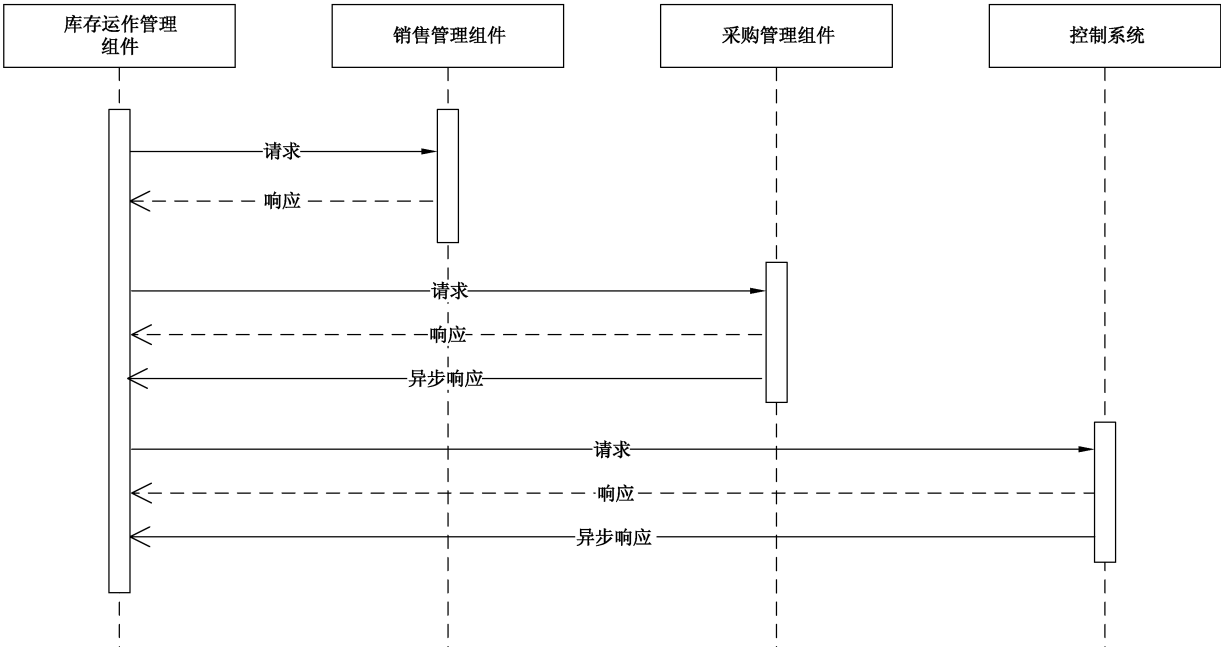 库存运作管理
组件
销售管理组件
采购管理组件
控制系统
请求
响应
请求
响应
异步响应
请求
响应
异步响应